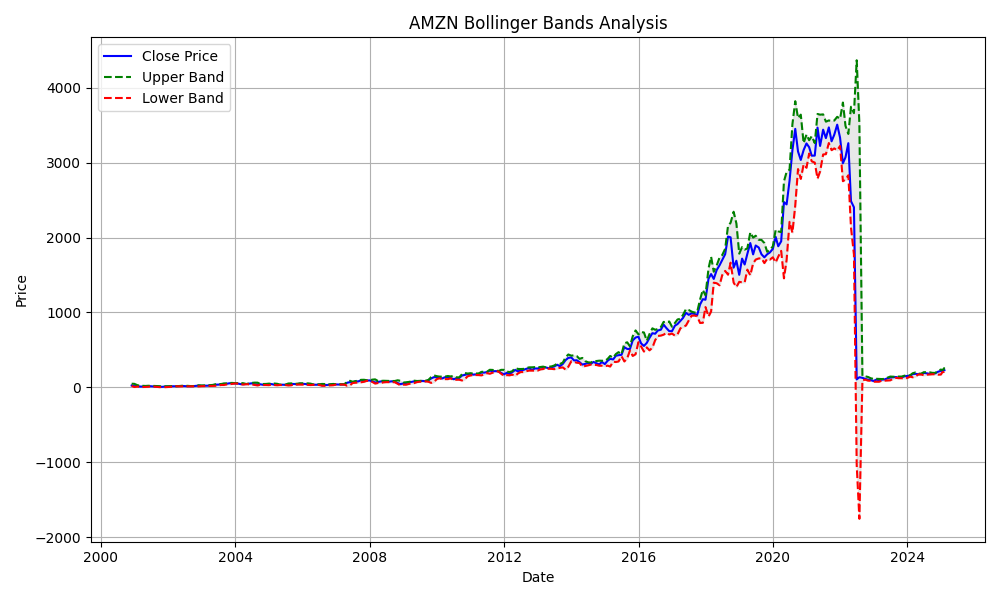 AMZN Bollinger Bands Analysis
Close Price
Upper Band
Lower Band
Price
4000
3000
2000
1000
0
−1000
−2000
2000 2004 2008 2012 2016 2020 2024
Date